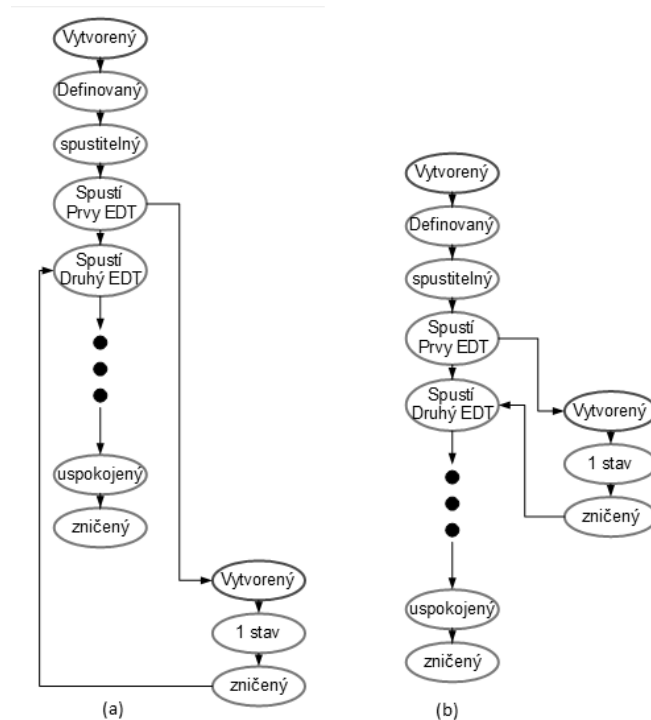 Vytvorený
Definovaný
spustitelný
Spustí
Prvy EDT
Spustí
Druhý EDT
uspokojený
zničený
Vytvorený
1 stav
zničený
(a)
Vytvorený
Definovaný
spustitelný
Spustí
Prvy EDT
Spustí
Druhý EDT
Vytvorený
1 stav
zničený
uspokojený
zničený
(b)